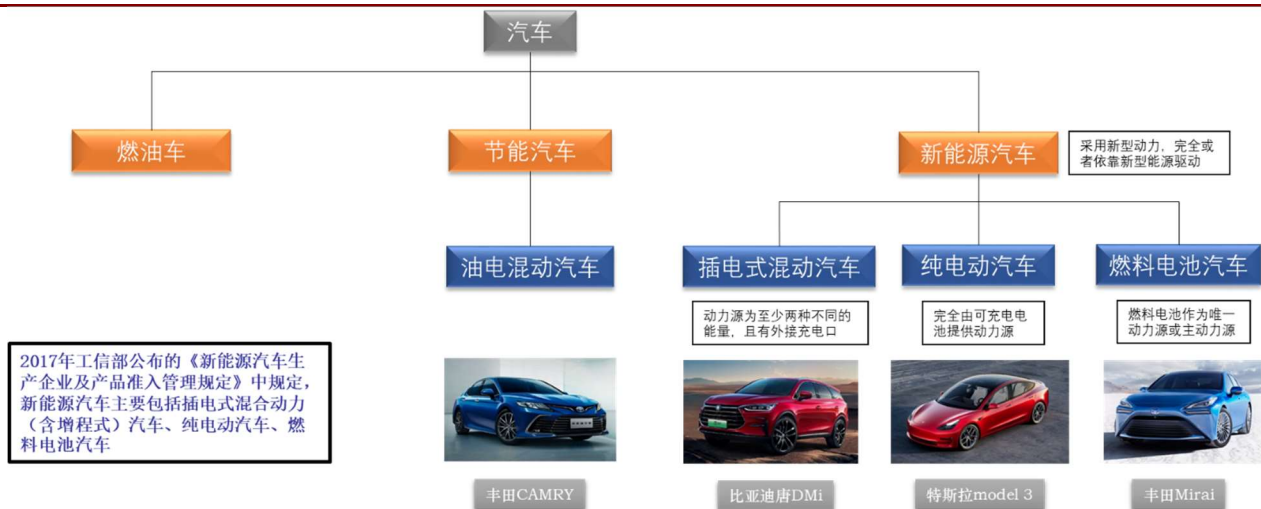 汽车
燃油车
节能汽车
新能源汽车
采用新型动力，完全或
者依靠新型能源驱动
油电混动汽车
插电式混动汽车
纯电动汽车
燃料电池汽车
动力源为至少两种不同的
能量，且有外接充电口
完全由可充电电
池提供动力源
燃料电池作为唯一
动力源或主动力源
2017年工信部公布的《新能源汽车生
产企业及产品准入管理规定》中规定，
新能源汽车主要包括插电式混合动力
（含增程式）汽车、纯电动汽车、燃
料电池汽车
丰田CAMRY
比亚迪唐DMi
特斯拉model 3
丰田Mirai